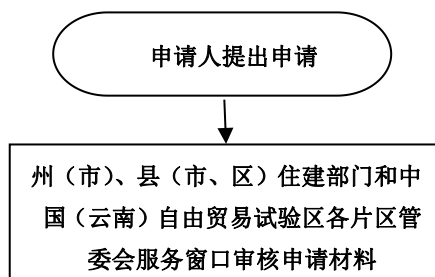 申请人提出申请
州（市）、县（市、区）住建部门和中
国（云南）自由贸易试验区各片区管
委会服务窗口审核申请材料